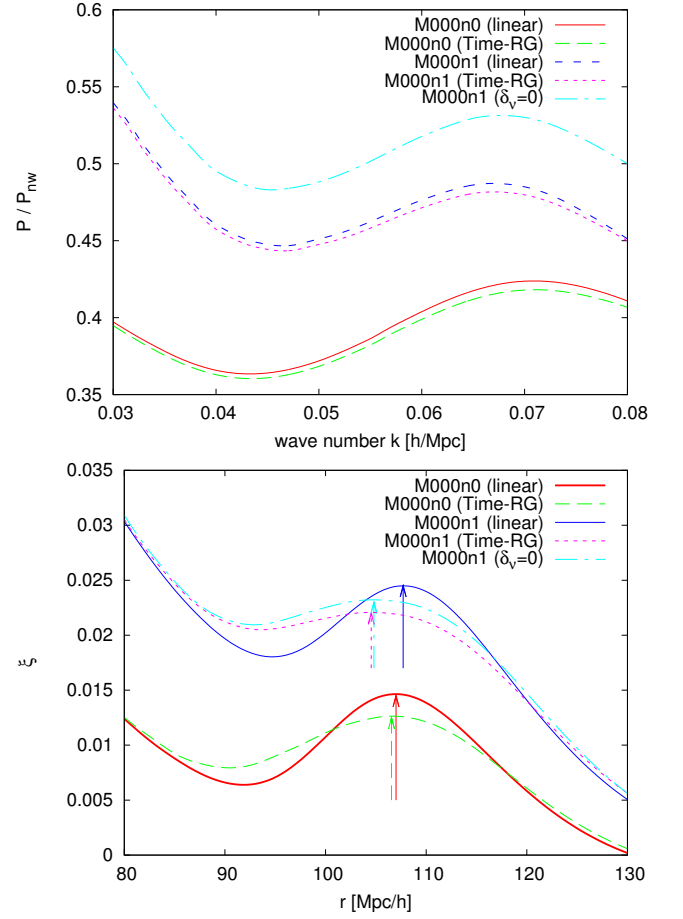 0.6
0.55
0.5
0.45
0.4
0.35
P / Pnw
M000n0 (linear)
M000n0 (Time-RG)
M000n1 (linear)
M000n1 (Time-RG)
M000n1 (δν=0)
0.03 0.04 0.05 0.06 0.07 0.08
wave number k [h/Mpc]
0.035
0.03
0.025
0.02
0.015
0.01
0.005
0
ξ
M000n0 (linear)
M000n0 (Time-RG)
M000n1 (linear)
M000n1 (Time-RG)
M000n1 (δν=0)
80 90 100 110 120 130
r [Mpc/h]